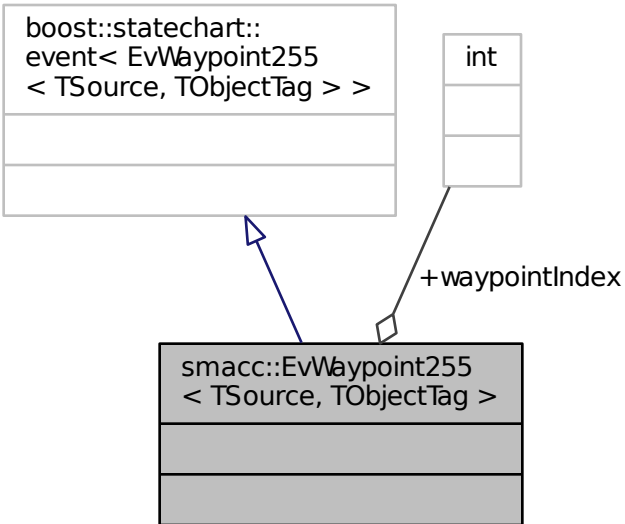 boost::statechart::
event< EvWaypoint255
< TSource, TObjectTag > >
int
+waypointIndex
smacc::EvWaypoint255
< TSource, TObjectTag >